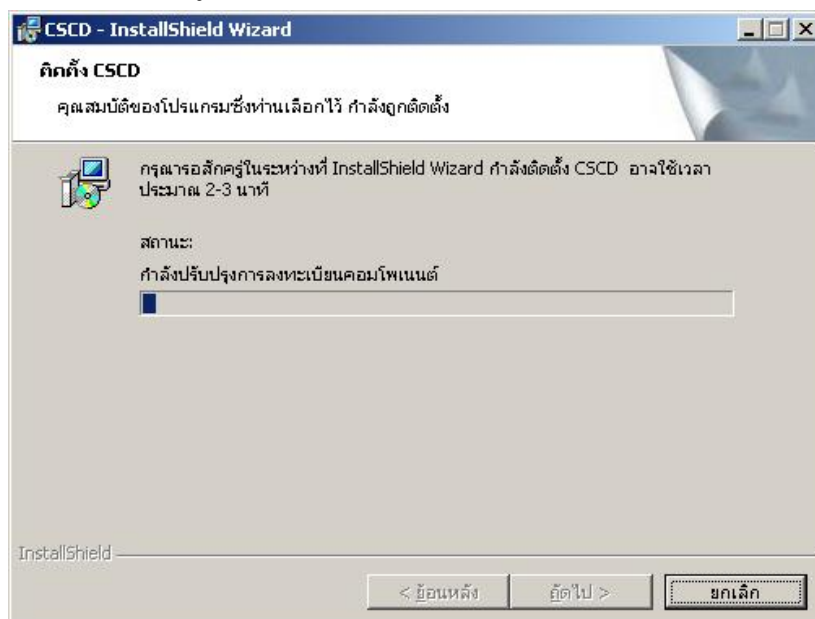 CSCD - InstallShield Wizard
ติดตั้ง CSCD
คุณสมบัติของโปรแกรมซึ่งท่านเลือกไว้ กำลังถูกติดตั้ง
กรุณารอสักครู่ในระหว่างที่ InstallShield Wizard กำลังติดตั้ง CSCD อาจใช้เวลา
ประมาณ 2-3 นาที
สถานะ:
กำลังปรับปรุงการลงทะเบียนคอมโพเนนต์
InstallShield
< ย้อนหลัง
ถัดไป >
ยกเลิก